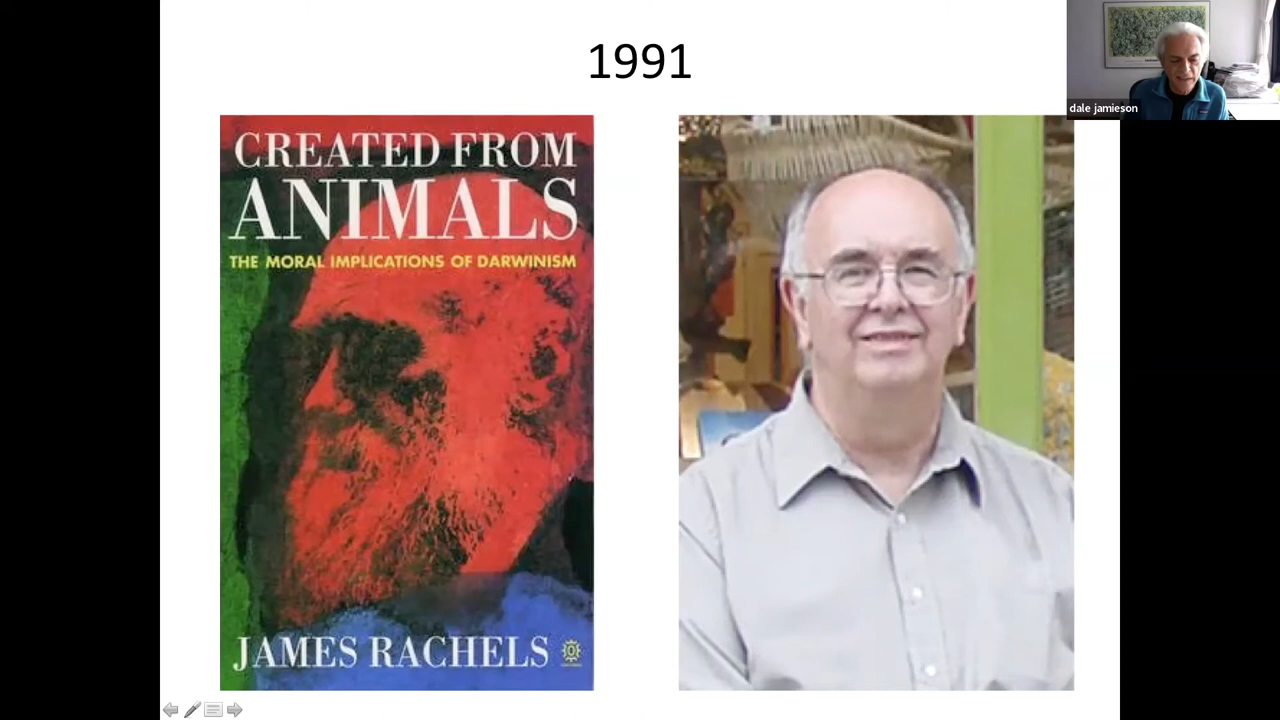 1991
dale jamieson
CREATED FROM
ANIMALS
THE MORAL IMPLICATIONS OF DARWINISM
JAMES RACHELS